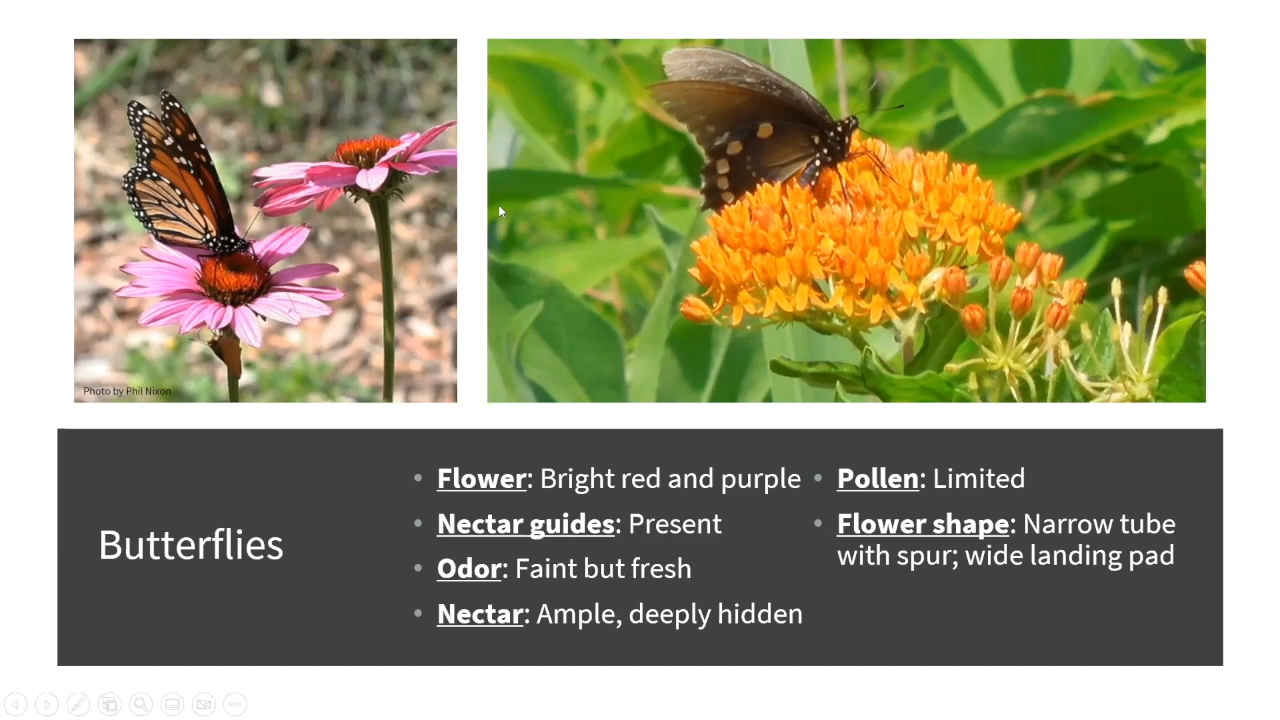 Photo by Phil Nixon
Butterflies
• Flower: Bright red and purple
• Nectar guides: Present
• Odor: Faint but fresh
• Nectar: Ample, deeply hidden
• Pollen: Limited
• Flower shape: Narrow tube
with spur; wide landing pad